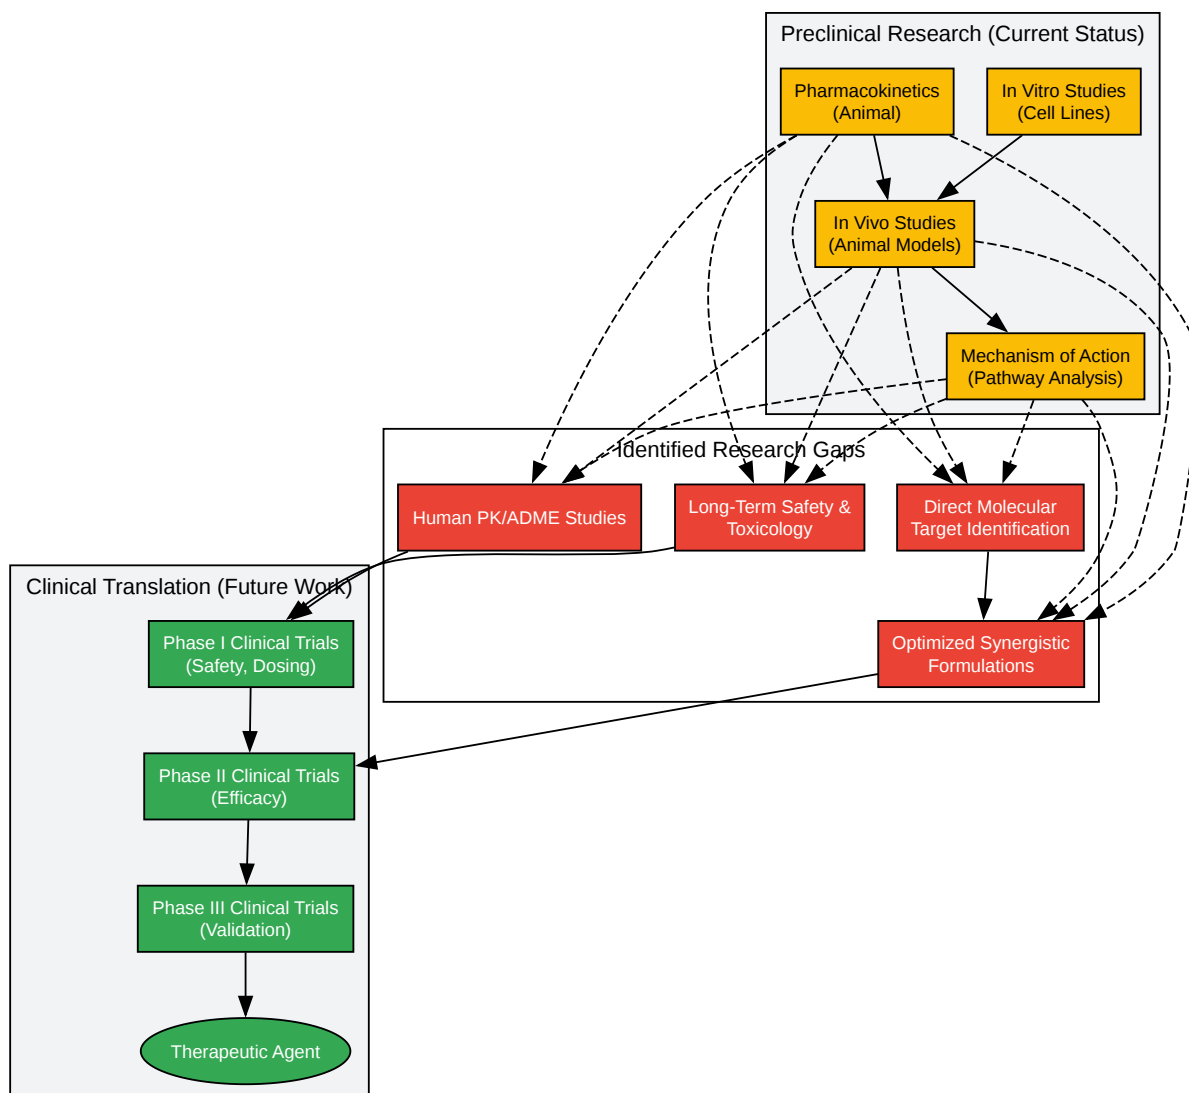 Preclinical Research (Current Status)
Pharmacokinetics
(Animal)
In Vitro Studies
(Cell Lines)
In Vivo Studies
(Animal Models)
Mechanism of Action
(Pathway Analysis)
Identified Research Gaps
Human PK/ADME Studies
Long-Term Safety &
Toxicology
Direct Molecular
Target Identification
Optimized Synergistic
Formulations
Clinical Translation (Future Work)
Phase I Clinical Trials
(Safety, Dosing)
Phase II Clinical Trials
(Efficacy)
Phase III Clinical Trials
(Validation)
Therapeutic Agent